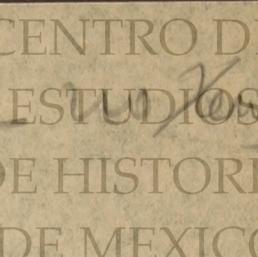 CENTRO D
ESTUDIOS
DE HISTORI
DE MEXICO